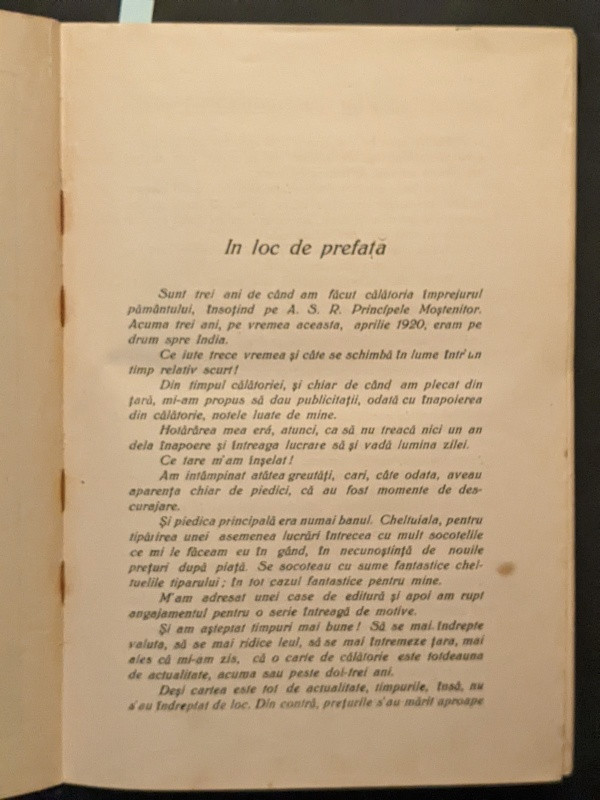 In loc de prefață
Sunt trei ani de când am făcut călătoria împrejurul
pământului, însoțind pe A. S. R. Principele Moștenitor.
Acuma trei ani, pe vremea aceasta, aprilie 1920, eram pe
drum spre India.
Ce iute trece vremea și câte se schimbă în lume într'un
timp relativ scurt!
Din timpul călătoriei, și chiar de când am plecat din
țară, mi-am propus să dau publicitații, odată cu înapoierea
din călătorie, notele luate de mine.
Hotărârea mea eră, atunci, ca să nu treacă nici un an
dela înapoere și întreaga lucrare să și vadă lumina zilei.
Ce tare m'am înșelat!
Am întâmpinat atâtea greutăți, cari, câte odata, aveau
aparența chiar de piedici, că au fost momente de des-
curajare.
Și piedica principală era numai banul. Cheltuiala, pentru
tipărirea unei asemenea lucrări întrecea cu mult socotelile
ce mi le făceam eu în gând, în necunoștință de nouile
prețuri după piață. Se socoteau cu sume fantastice chel-
tuelile tiparului; în tot cazul fantastice pentru mine.
M'am adresat unei case de editură și apoi am rupt
angajamentul pentru o serie întreagă de motive.
Și am așteptat timpuri mai bune! Să se mai îndrepte
valuta, să se mai ridice leul, să se mai întremeze țara, mai
ales că mi-am zis, că o carte de călătorie este totdeauna
de actualitate, acuma sau peste doi-trei ani.
Deși cartea este tot de actualitate, timpurile, însă, nu
s'au îndreptat de loc. Din contră, prețurile s'au mărit aproape